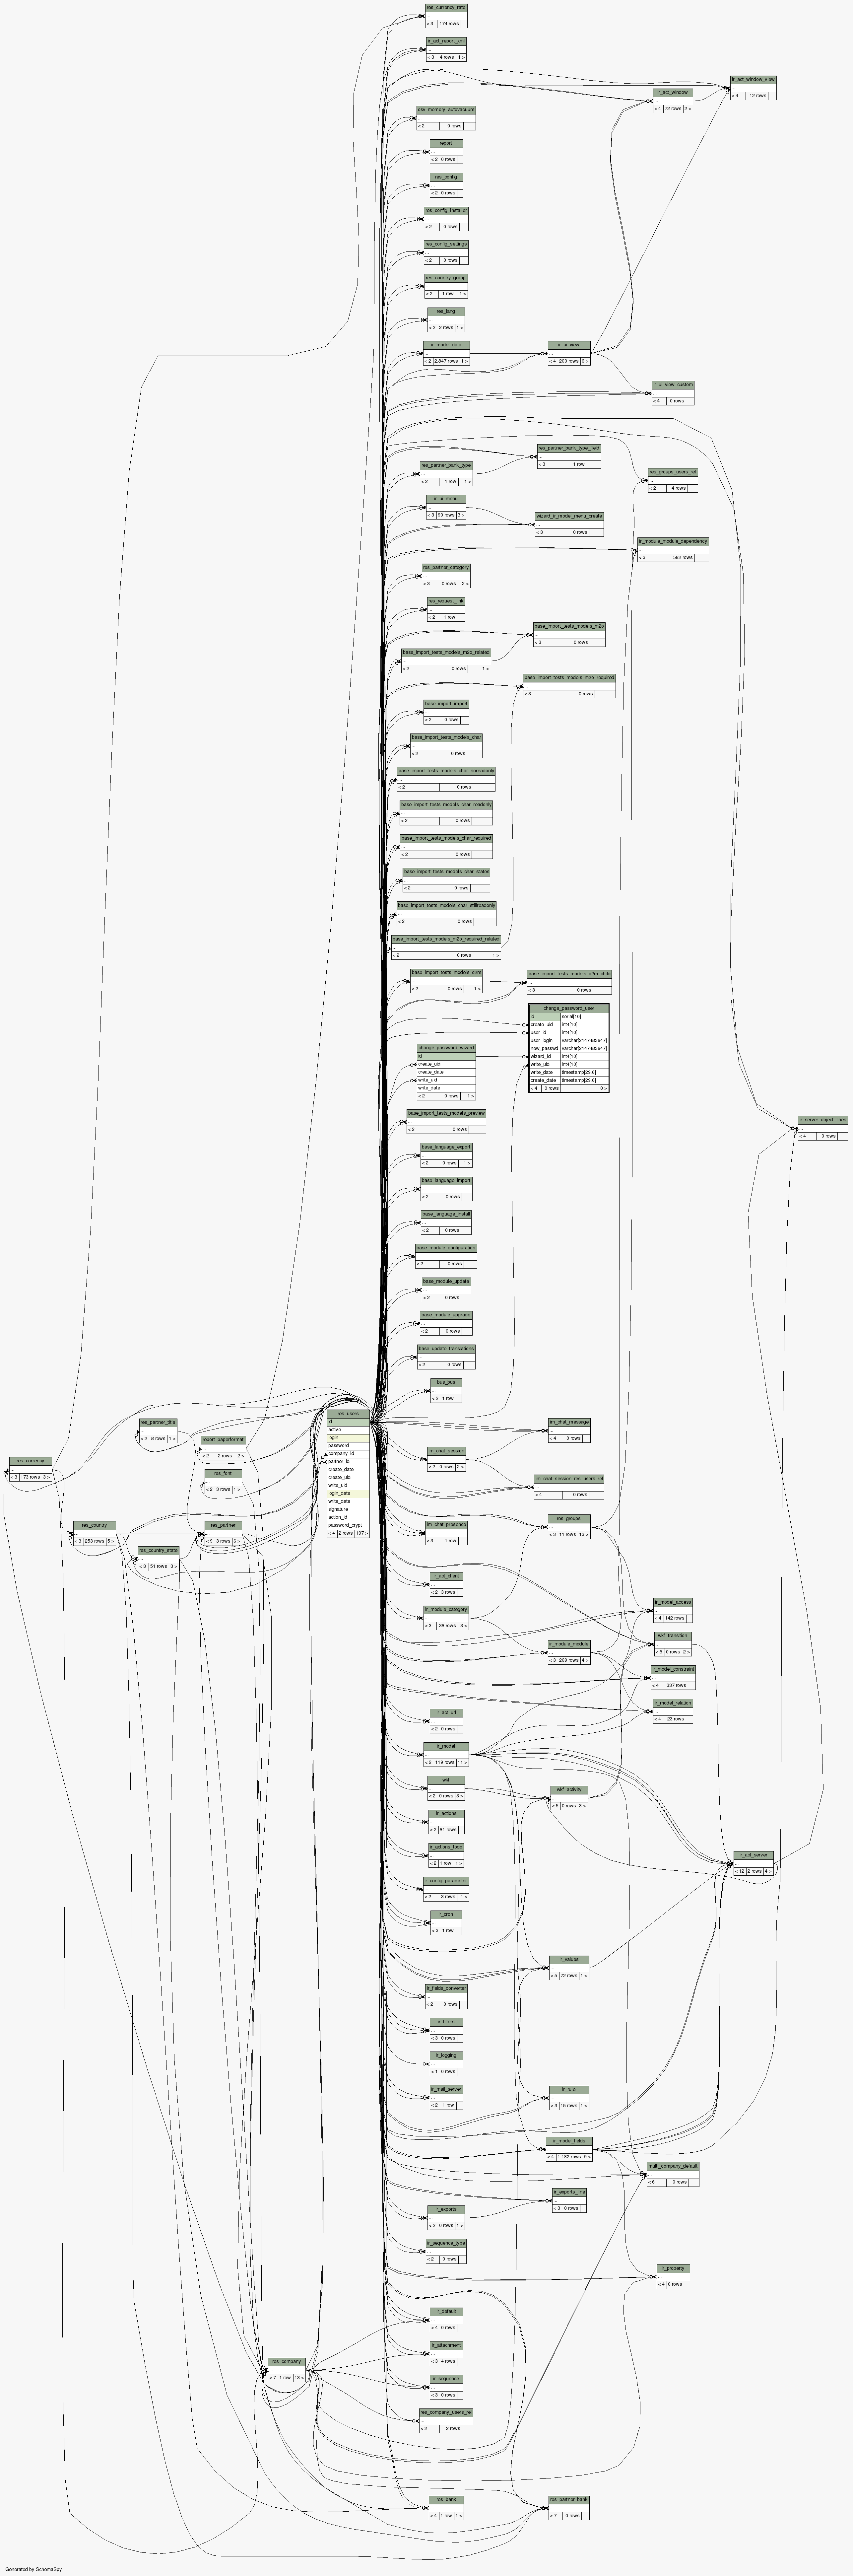 res_currency_rate
...
< 3 174 rows
ir_act_report_xml
...
< 3 4 rows 1 >
ir_act_window_view
...
< 4 12 rows
ir_act_window
...
< 4 72 rows 2 >
osv_memory_autovacuum
...
< 2 0 rows
report
...
< 2 0 rows
res_config
...
< 2 0 rows
res_config_installer
...
< 2 0 rows
res_config_settings
...
< 2 0 rows
res_country_group
...
< 2 1 row 1 >
res_lang
...
< 2 2 rows 1 >
ir_model_data
...
< 2 2.847 rows 1 >
ir_ui_view
...
< 4 200 rows 6 >
ir_ui_view_custom
...
< 4 0 rows
res_partner_bank_type_field
...
< 3 1 row
res_partner_bank_type
...
< 2 1 row 1 >
res_groups_users_rel
...
< 2 4 rows
ir_ui_menu
...
< 3 90 rows 3 >
wizard_ir_model_menu_create
...
< 3 0 rows
ir_module_module_dependency
...
< 3 582 rows
res_partner_category
...
< 3 0 rows 2 >
res_request_link
...
< 2 1 row
base_import_tests_models_m2o
...
< 3 0 rows
base_import_tests_models_m2o_related
...
< 2 0 rows 1 >
base_import_tests_models_m2o_required
...
< 3 0 rows
base_import_import
...
< 2 0 rows
base_import_tests_models_char
...
< 2 0 rows
base_import_tests_models_char_noreadonly
...
< 2 0 rows
base_import_tests_models_char_readonly
...
< 2 0 rows
base_import_tests_models_char_required
...
< 2 0 rows
base_import_tests_models_char_states
...
< 2 0 rows
base_import_tests_models_char_stillreadonly
...
< 2 0 rows
base_import_tests_models_m2o_required_related
...
< 2 0 rows 1 >
base_import_tests_models_o2m
...
< 2 0 rows 1 >
base_import_tests_models_o2m_child
...
< 3 0 rows
change_password_user
id serial[10]
create_uid int4[10]
user_id int4[10]
user_login varchar[2147483647]
new_passwd varchar[2147483647]
wizard_id int4[10]
write_uid int4[10]
write_date timestamp[29,6]
create_date timestamp[29,6]
< 4 0 rows 0 >
change_password_wizard
id
create_uid
create_date
write_uid
write_date
< 2 0 rows 1 >
base_import_tests_models_preview
...
< 2 0 rows
ir_server_object_lines
...
< 4 0 rows
base_language_export
...
< 2 0 rows 1 >
base_language_import
...
< 2 0 rows
base_language_install
...
< 2 0 rows
base_module_configuration
...
< 2 0 rows
base_module_update
...
< 2 0 rows
base_module_upgrade
...
< 2 0 rows
base_update_translations
...
< 2 0 rows
bus_bus
...
< 2 1 row
res_users
id
active
login
password
company_id
partner_id
create_date
create_uid
write_uid
login_date
write_date
signature
action_id
password_crypt
< 4 2 rows 197 >
res_partner_title
...
< 2 6 rows 1 >
report_paperformat
...
< 2 2 rows 2 >
res_currency
...
< 3 173 rows 3 >
res_font
...
< 2 3 rows 1 >
res_country
...
< 3 253 rows 5 >
res_partner
...
< 9 3 rows 6 >
res_country_state
...
< 3 51 rows 3 >
im_chat_message
...
< 4 0 rows
im_chat_session
...
< 2 0 rows 2 >
im_chat_session_res_users_rel
...
< 4 0 rows
im_chat_presence
...
< 3 1 row
res_groups
...
< 3 11 rows 13 >
ir_act_client
...
< 2 3 rows
ir_module_category
...
< 3 38 rows 3 >
ir_model_access
...
< 4 142 rows
wkf_transition
...
< 5 0 rows 2 >
ir_module_module
...
< 3 269 rows 4 >
ir_model_constraint
...
< 4 337 rows
ir_model_relation
...
< 4 23 rows
ir_act_url
...
< 2 0 rows
ir_model
...
< 2 119 rows 11 >
wkf
...
< 2 0 rows 3 >
wkf_activity
...
< 5 0 rows 3 >
ir_actions
...
< 2 81 rows
ir_actions_todo
...
< 2 1 row 1 >
ir_act_server
...
< 12 2 rows 4 >
ir_config_parameter
...
< 2 3 rows 1 >
ir_cron
...
< 3 1 row
ir_values
...
< 5 72 rows 1 >
ir_fields_converter
...
< 2 0 rows
ir_filters
...
< 3 0 rows
ir_logging
...
< 1 0 rows
ir_mail_server
...
< 2 1 row
ir_rule
...
< 3 15 rows 1 >
ir_model_fields
...
< 4 1.182 rows 9 >
multi_company_default
...
< 6 0 rows
ir_exports_line
...
< 3 0 rows
ir_exports
...
< 2 0 rows 1 >
ir_sequence_type
...
< 2 0 rows
ir_property
...
< 4 0 rows
ir_default
...
< 4 0 rows
ir_attachment
...
< 3 4 rows
res_company
...
< 7 1 row 13 >
ir_sequence
...
< 3 0 rows
res_company_users_rel
...
< 2 2 rows
res_bank
...
< 4 1 row 1 >
res_partner_bank
...
< 7 0 rows
Generated by SchemaSpy